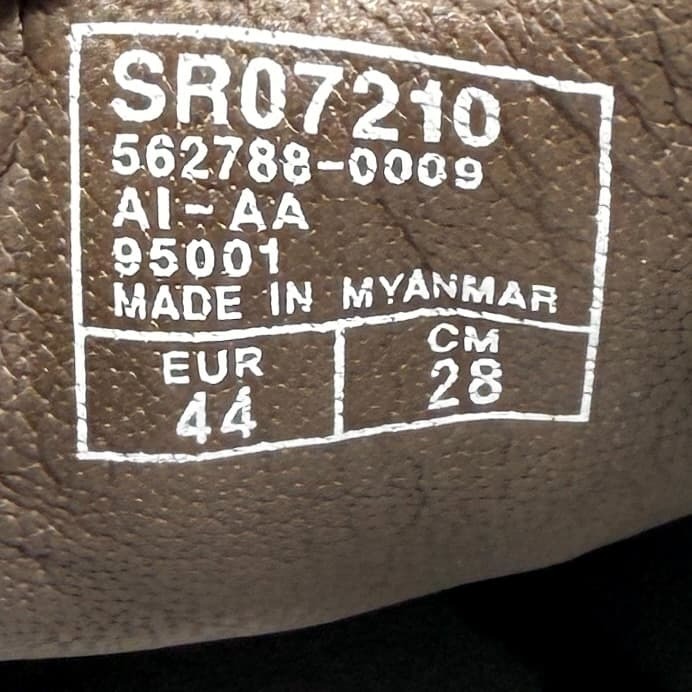 SR07210
562788-0009
AI-AA
95001
MADE IN MYANMAR
EUR
44
CM
28